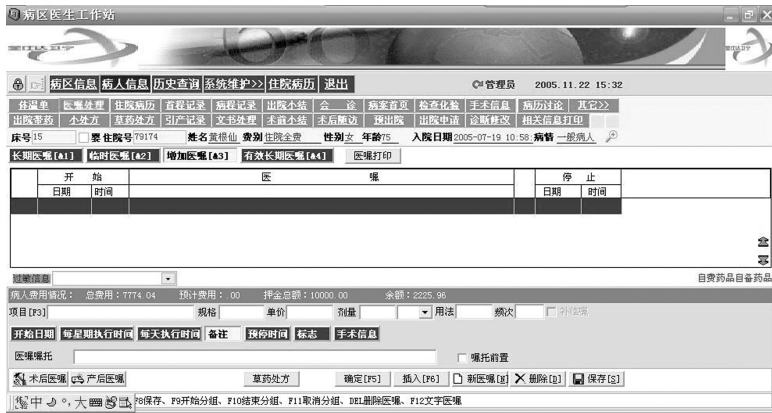 病区医生工作站
病区信息 病人信息 历史查询 系统维护>> 住院病历 退出 管理员 2005.11.22 15:32
体温单 医嘱处理 住院病历 首程记录 病程记录 出院小结 会 诊 病案首页 检查化验 手术信息 病历讨论 其它>>
出院带药 术处方 草药处方 引产记录 文书处理 术前小结 术后随访 预出院 出院申请 诊断修改 相关信息打印
床号 15 婴 住院号 79174 姓名 黄根仙 费别 住院全费 性别 女 年龄 75 入院日期 2005-07-19 10:58: 病情 一般病人
长期医嘱[&1] 临时医嘱[&2] 增加医嘱[&3] 有效长期医嘱[&4] 医嘱打印
开 始 医 嘱 停 止
日期 时间 日期 时间
过敏信息 自费药品自备药品
病人费用情况: 总费用:7774.04 预计费用:.00 押金总额:10000.00 余额:2225.96
项目[F3] 规格 单价 剂量 用法 频次
开始日期 每星期执行时间 每天执行时间 备注 预停时间 标志 手术信息
医嘱嘱托 嘱托前置
术后医嘱 产后医嘱 草药处方 确定[F5] 插入[F6] 新医嘱[N] 删除[D] 保存[S]
中 大 F8保存、F9开始分组、F10结束分组、F11取消分组、DEL删除医嘱、F12文字医嘱